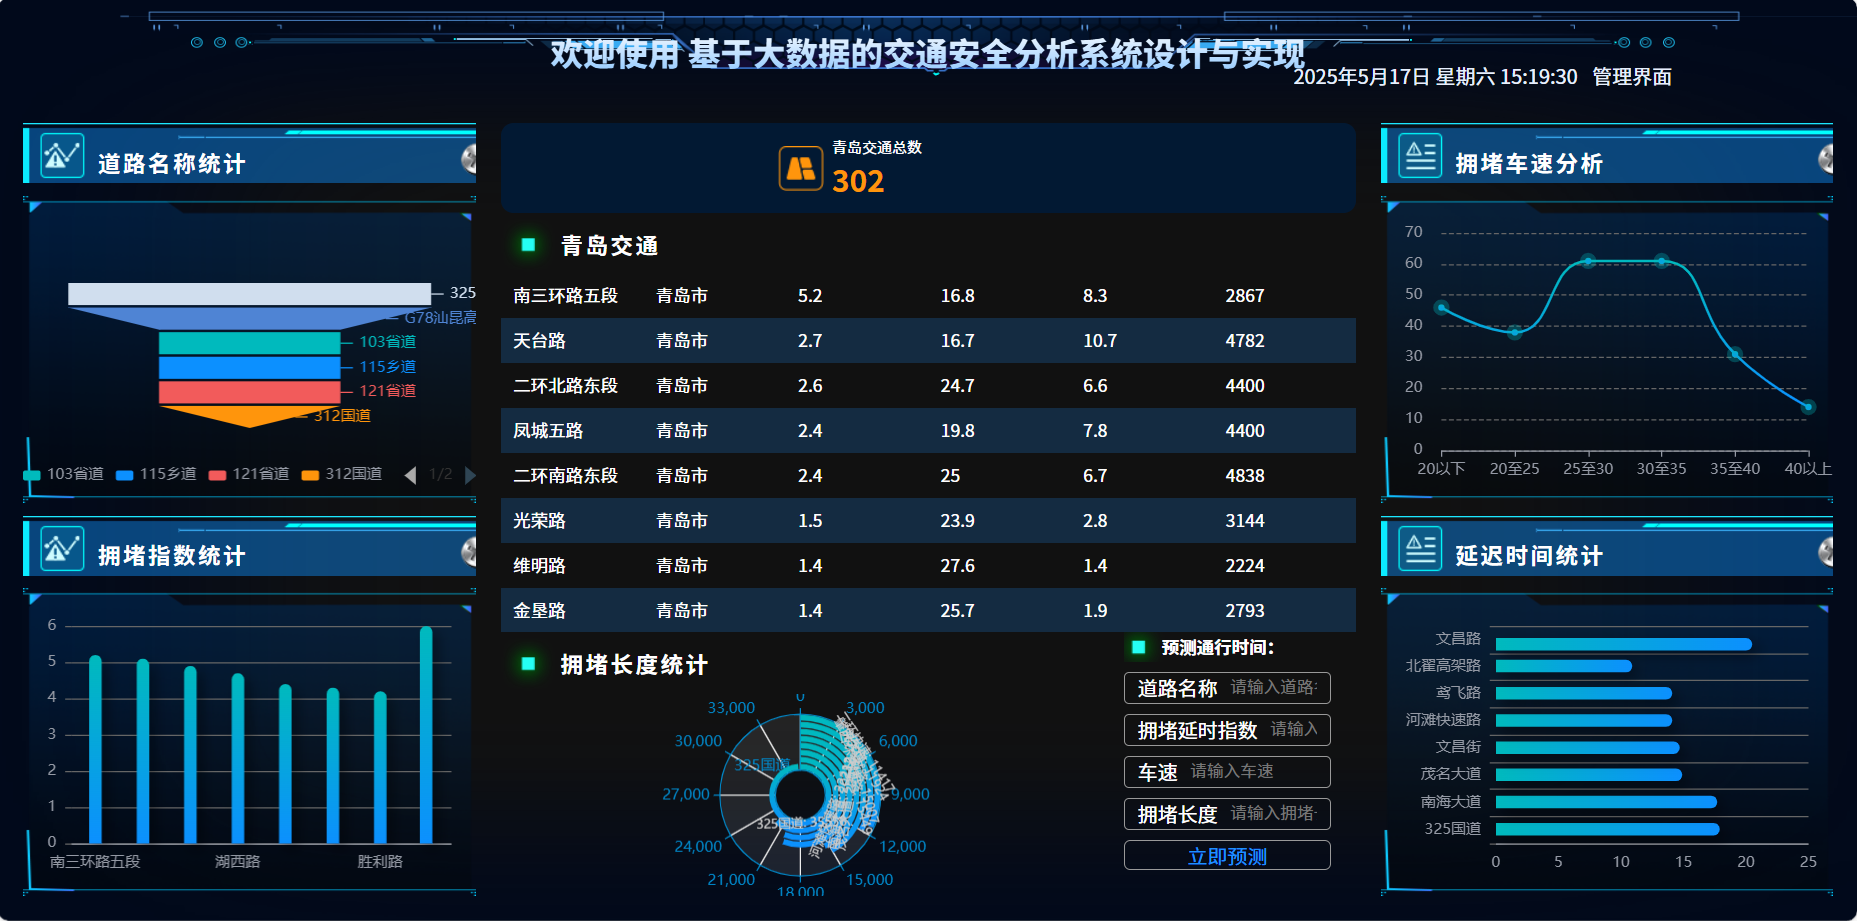 欢迎使用 基于大数据的交通安全分析系统设计与实现
2025年5月17日 星期六 15:19:30 管理界面
道路名称统计
325
G78汕昆高
103省道
115乡道
121省道
312国道
103省道 115乡道 121省道 312国道 1/2
拥堵指数统计
6
5
4
3
2
1
0
南三环路五段 湖西路 胜利路
青岛交通总数
302
青岛交通
南三环路五段 青岛市 5.2 16.8 8.3 2867
天台路 青岛市 2.7 16.7 10.7 4782
二环北路东段 青岛市 2.6 24.7 6.6 4400
凤城五路 青岛市 2.4 19.8 7.8 4400
二环南路东段 青岛市 2.4 25 6.7 4838
光荣路 青岛市 1.5 23.9 2.8 3144
维明路 青岛市 1.4 27.6 1.4 2224
金垦路 青岛市 1.4 25.7 1.9 2793
拥堵长度统计
0
3,000
6,000
9,000
12,000
15,000
18,000
21,000
24,000
27,000
30,000
33,000
325国道
325国道:
预测通行时间:
道路名称 请输入道路
拥堵延时指数 请输入
车速 请输入车速
拥堵长度 请输入拥堵
立即预测
拥堵车速分析
70
60
50
40
30
20
10
0
20以下 20至25 25至30 30至35 35至40 40以上
延迟时间统计
文昌路
北翟高架路
鸢飞路
河滩快速路
文昌街
茂名大道
南海大道
325国道
0 5 10 15 20 25